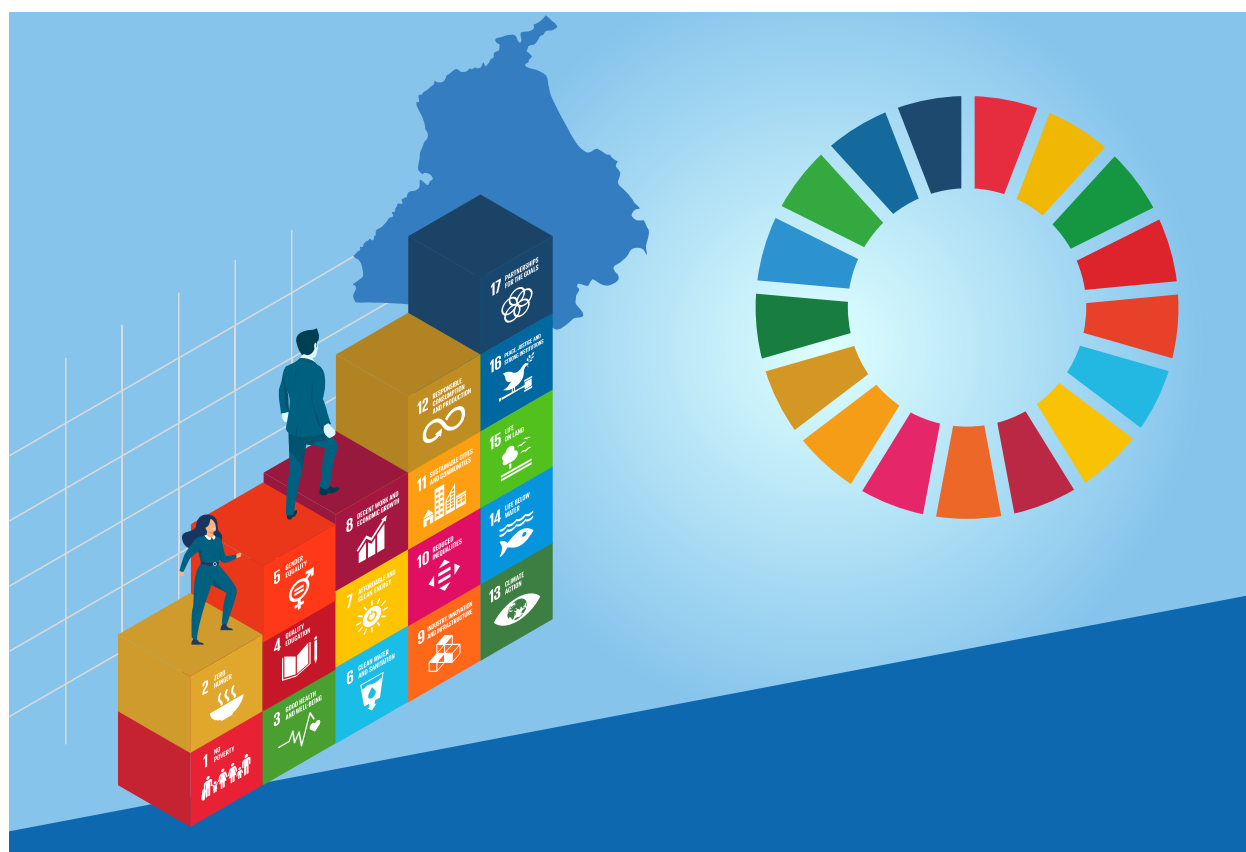 17 PARTNERSHIPS
FOR THE GOALS
16 PEACE, JUSTICE AND
STRONG INSTITUTIONS
12 RESPONSIBLE
CONSUMPTION
AND PRODUCTION
15 LIFE
ON LAND
11 SUSTAINABLE CITIES
AND COMMUNITIES
8 DECENT WORK AND
ECONOMIC GROWTH
14 LIFE BELOW
WATER
10 REDUCED
INEQUALITIES
5 GENDER
EQUALITY
7 AFFORDABLE AND
CLEAN ENERGY
13 CLIMATE
ACTION
9 INDUSTRY, INNOVATION
AND INFRASTRUCTURE
4 QUALITY
EDUCATION
6 CLEAN WATER
AND SANITATION
2 ZERO
HUNGER
3 GOOD HEALTH
AND WELL-BEING
1 NO
POVERTY